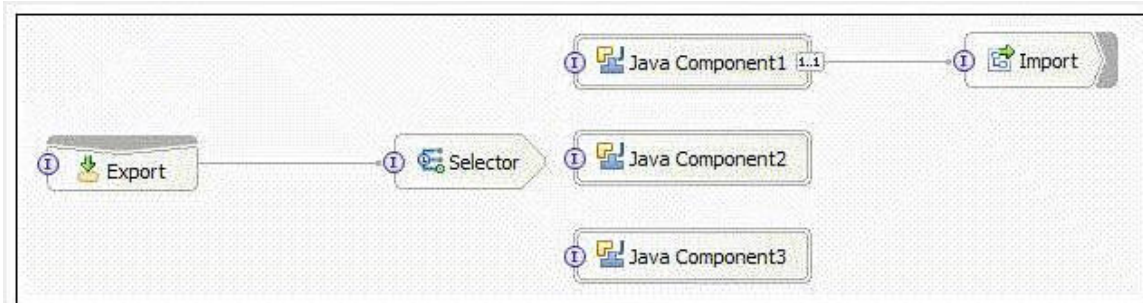 I Java Component1 1..1
I Import
I Export
I Selector
I Java Component2
I Java Component3